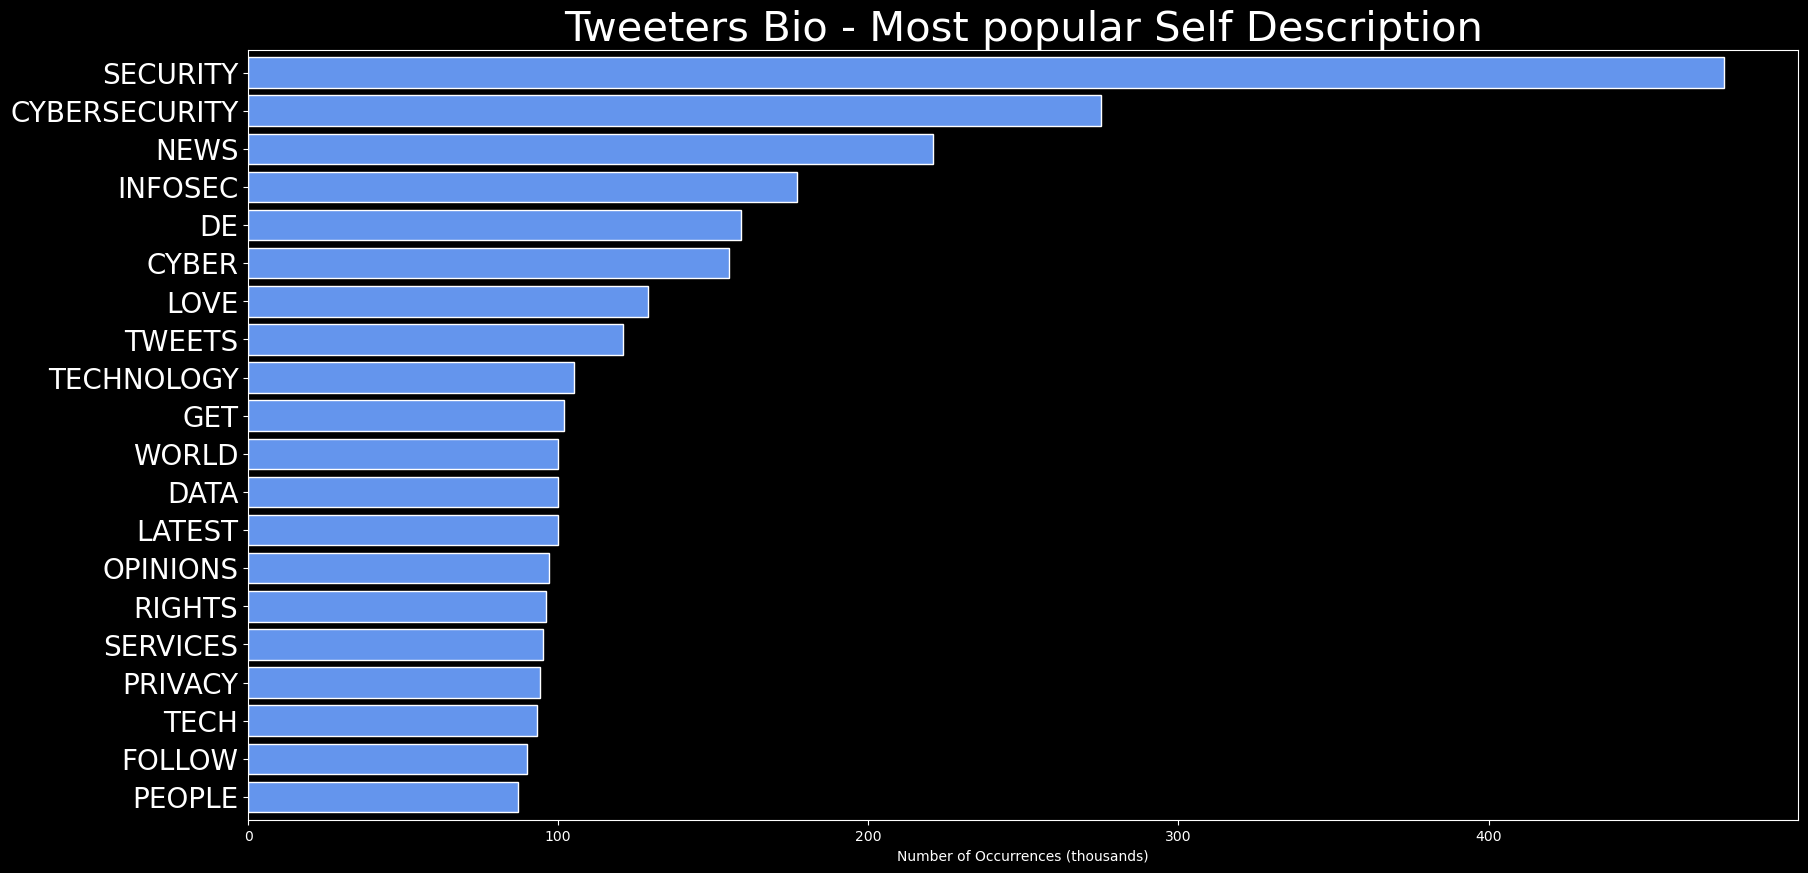 Tweeters Bio - Most popular Self Description
SECURITY
CYBERSECURITY
NEWS
INFOSEC
DE
CYBER
LOVE
TWEETS
TECHNOLOGY
GET
WORLD
DATA
LATEST
OPINIONS
RIGHTS
SERVICES
PRIVACY
TECH
FOLLOW
PEOPLE
0 100 200 300 400
Number of Occurrences (thousands)